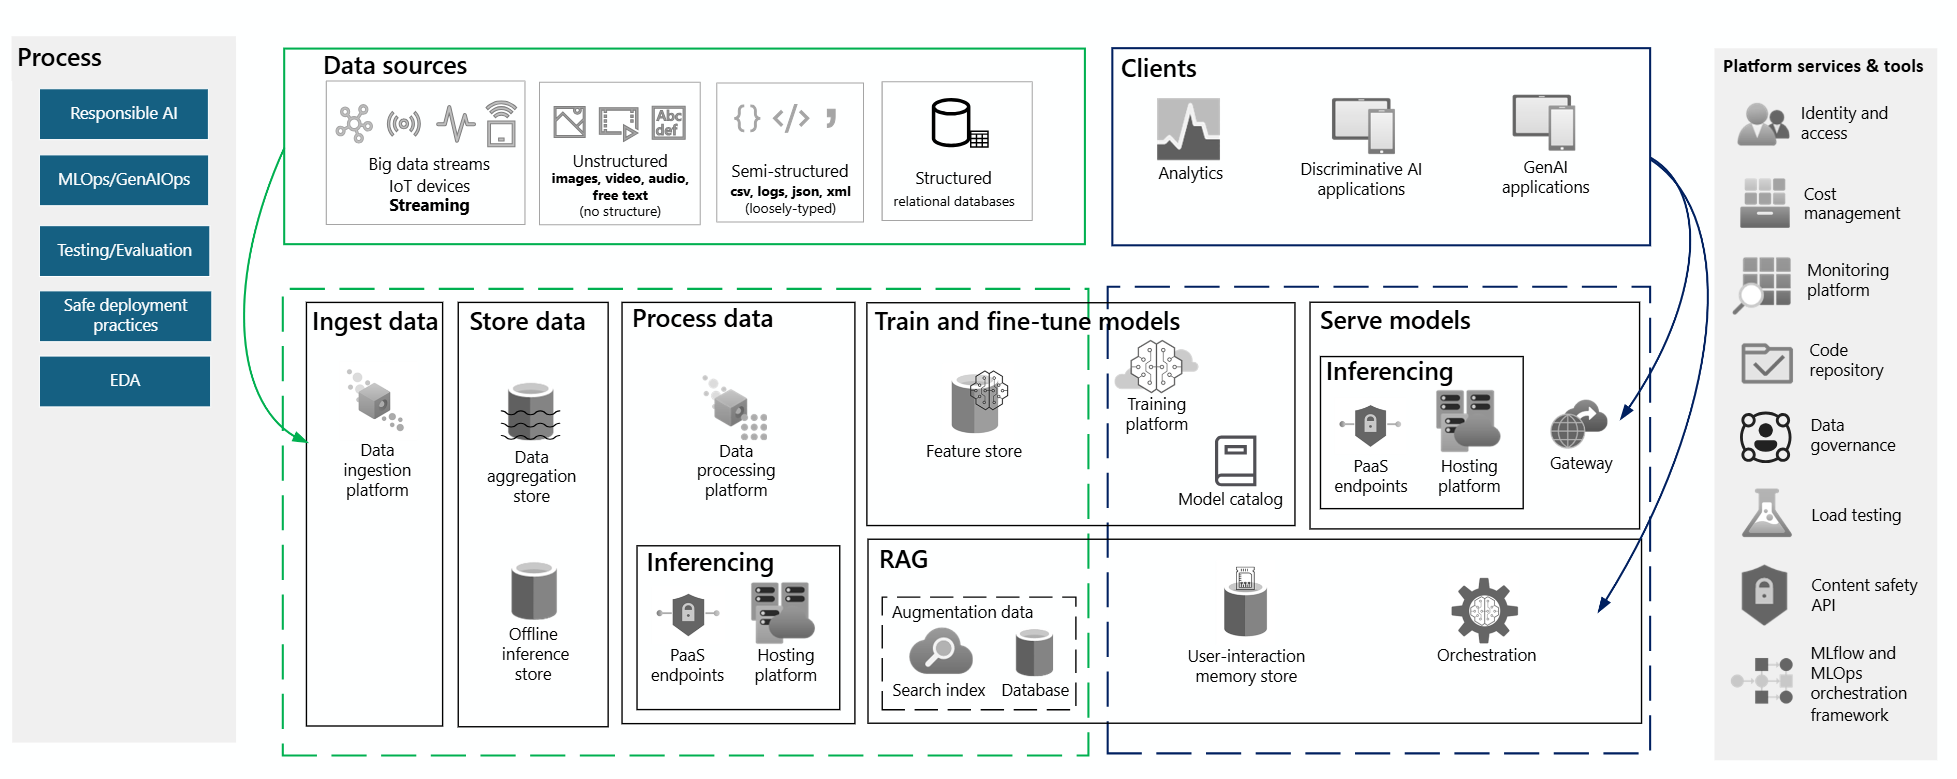 Process
Responsible AI
MLOps/GenAIOps
Testing/Evaluation
Safe deployment
practices
EDA
Data sources
Big data streams
IoT devices
Streaming
Abc
def
Unstructured
images, video, audio,
free text
(no structure)
Semi-structured
csv, logs, json, xml
(loosely-typed)
Structured
relational databases
Clients
Analytics
Discriminative AI
applications
GenAI
applications
Ingest data
Data
ingestion
platform
Store data
Data
aggregation
store
Offline
inference
store
Process data
Data
processing
platform
Inferencing
PaaS
endpoints
Hosting
platform
Train and fine-tune models
Feature store
Training
platform
Model catalog
Serve models
Inferencing
PaaS
endpoints
Hosting
platform
Gateway
RAG
Augmentation data
Search index
Database
User-interaction
memory store
Orchestration
Platform services & tools
Identity and
access
Cost
management
Monitoring
platform
Code
repository
Data
governance
Load testing
Content safety
API
MLflow and
MLOps
orchestration
framework